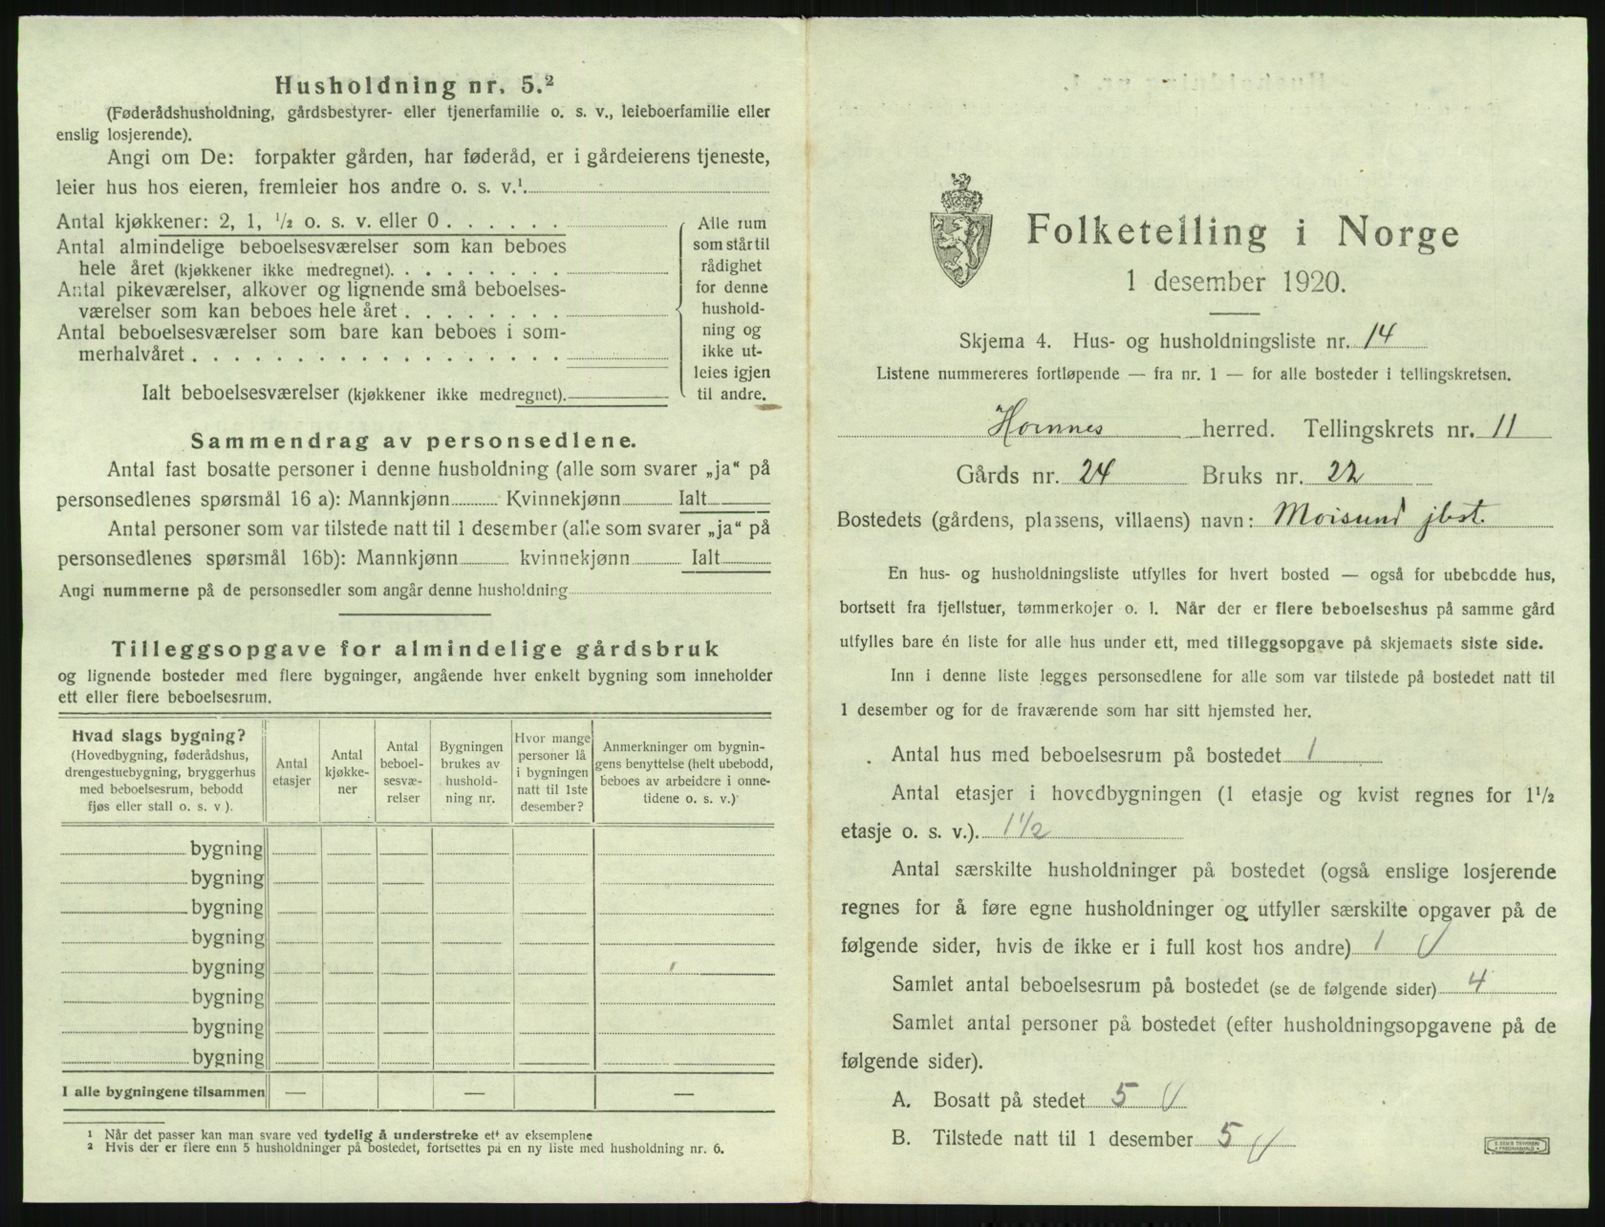 Husholdning nr. 5.²
(Føderådshusholdning, gårdsbestyrer- eller tjenerfamilie o. s. v., leieboerfamilie eller
enslig losjerende).
Angi om De: forpakter gården, har føderåd, er i gårdeierens tjeneste,
leier hus hos eieren, fremleier hos andre o. s. v.¹
Antal kjøkkener: 2, 1, ½ o. s. v. eller 0 . . . . . .
Antal almindelige beboelsesværelser som kan beboes
hele året (kjøkkener ikke medregnet). . . . . . . . .
Antal pikeværelser, alkover og lignende små beboelses-
værelser som kan beboes hele året . . . . . . . .
Antal beboelsesværelser som bare kan beboes i som-
merhalvåret . . . . . . . . . . . . . . . . . .
Ialt beboelsesværelser (kjøkkener ikke medregnet).
Alle rum
som står til
rådighet
for denne
hushold-
ning og
ikke ut-
leies igjen
til andre.
Sammendrag av personsedlene.
Antal fast bosatte personer i denne husholdning (alle som svarer „ja“ på
personsedlenes spørsmål 16 a): Mannkjønn Kvinnekjønn Ialt
Antal personer som var tilstede natt til 1 desember (alle som svarer „ja“ på
personsedlenes spørsmål 16b): Mannkjønn kvinnekjønn Ialt
Angi nummerne på de personsedler som angår denne husholdning
Tilleggsopgave for almindelige gårdsbruk
og lignende bosteder med flere bygninger, angående hver enkelt bygning som inneholder
ett eller flere beboelsesrum.
Hvad slags bygning?
(Hovedbygning, føderådshus,
drengestuebygning, bryggerhus
med beboelsesrum, bebodd
fjøs eller stall o. s. v ).
Antal
etasjer
Antal
kjøkke-
ner
Antal
beboel-
sesvæ-
relser
Bygningen
brukes av
hushold-
ning nr.
Hvor mange
personer lå
i bygningen
natt til 1ste
desember?
Anmerkninger om bygnin-
gens benyttelse (helt ubebodd,
beboes av arbeidere i onne-
tidene o. s. v.)
bygning
bygning
bygning
bygning
bygning
bygning
bygning
bygning
I alle bygningene tilsammen — — —
¹ Når det passer kan man svare ved tydelig å understreke ett av eksemplene
² Hvis der er flere enn 5 husholdninger på bostedet, fortsettes på en ny liste med husholdning nr. 6.
Folketelling i Norge
1 desember 1920.
Skjema 4. Hus- og husholdningsliste nr. 14
Listene nummereres fortløpende — fra nr. 1 — for alle bosteder i tellingskretsen.
Hornnes herred. Tellingskrets nr. 11
Gårds nr. 24 Bruks nr. 22
Bostedets (gårdens, plassens, villaens) navn: Moisund jbst.
En hus- og husholdningsliste utfylles for hvert bosted — også for ubebodde hus,
bortsett fra fjellstuer, tømmerkojer o. l. Når der er flere beboelseshus på samme gård
utfylles bare én liste for alle hus under ett, med tilleggsopgave på skjemaets siste side.
Inn i denne liste legges personsedlene for alle som var tilstede på bostedet natt til
1 desember og for de fraværende som har sitt hjemsted her.
Antal hus med beboelsesrum på bostedet 1
Antal etasjer i hovedbygningen (1 etasje og kvist regnes for 1½
etasje o. s. v.). 1½
Antal særskilte husholdninger på bostedet (også enslige losjerende
regnes for å føre egne husholdninger og utfyller særskilte opgaver på de
følgende sider, hvis de ikke er i full kost hos andre) 1
Samlet antal beboelsesrum på bostedet (se de følgende sider) 4
Samlet antal personer på bostedet (efter husholdningsopgavene på de
følgende sider).
A. Bosatt på stedet 5
B. Tilstede natt til 1 desember 5